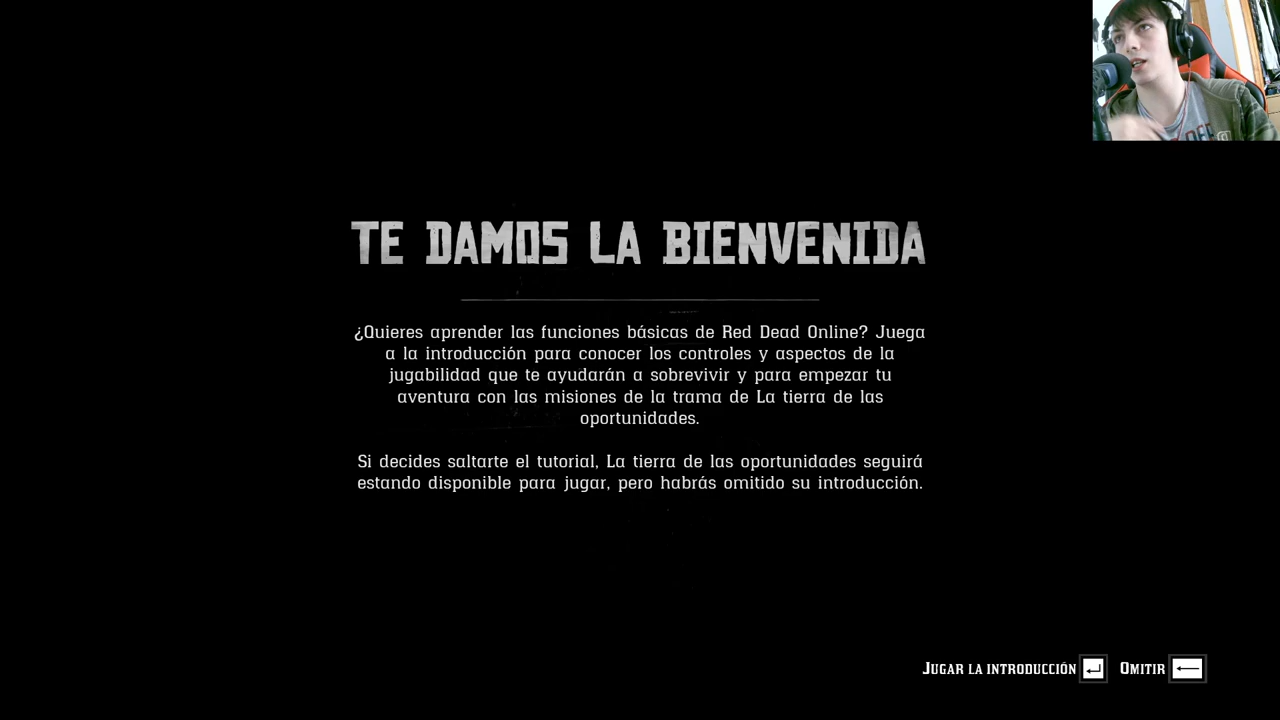 TE DAMOS LA BIENVENIDA
¿Quieres aprender las funciones básicas de Red Dead Online? Juega
a la introducción para conocer los controles y aspectos de la
jugabilidad que te ayudarán a sobrevivir y para empezar tu
aventura con las misiones de la trama de La tierra de las
oportunidades.
Si decides saltarte el tutorial, La tierra de las oportunidades seguirá
estando disponible para jugar, pero habrás omitido su introducción.
JUGAR LA INTRODUCCIÓN OMITIR